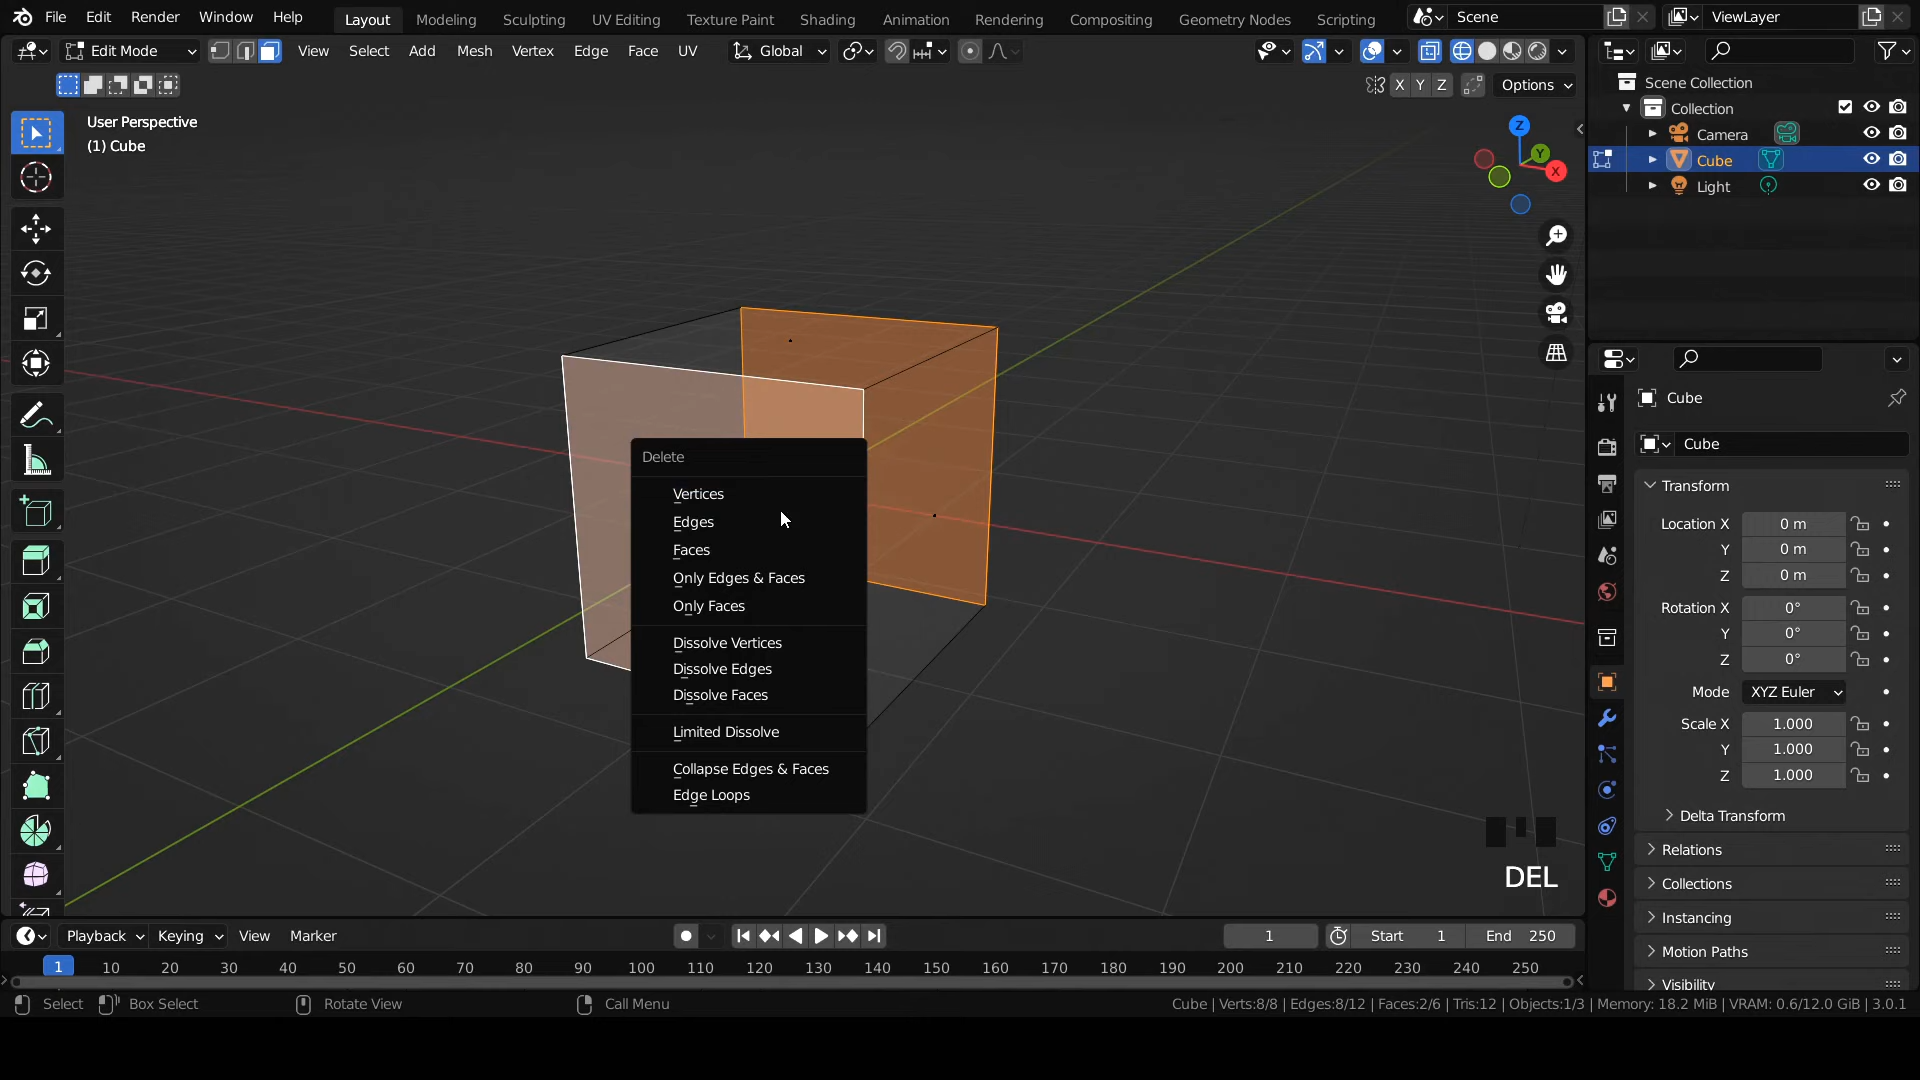 File Edit Render Window Help Layout Modeling Sculpting UV Editing Texture Paint Shading Animation Rendering Compositing Geometry Nodes Scripting Scene ViewLayer
Edit Mode View Select Add Mesh Vertex Edge Face UV Global
X Y Z Options
User Perspective
(1) Cube
Z
Y
X
Scene Collection
Collection
Camera
Cube
Light
Delete
Vertices
Edges
Faces
Only Edges & Faces
Only Faces
Dissolve Vertices
Dissolve Edges
Dissolve Faces
Limited Dissolve
Collapse Edges & Faces
Edge Loops
DEL
Cube
Cube
Transform
Location X 0 m
Y 0 m
Z 0 m
Rotation X 0°
Y 0°
Z 0°
Mode XYZ Euler
Scale X 1.000
Y 1.000
Z 1.000
Delta Transform
Relations
Collections
Instancing
Motion Paths
Visibility
Playback Keying View Marker 1 Start 1 End 250
1 10 20 30 40 50 60 70 80 90 100 110 120 130 140 150 160 170 180 190 200 210 220 230 240 250
Select Box Select Rotate View Call Menu Cube | Verts:8/8 | Edges:8/12 | Faces:2/6 | Tris:12 | Objects:1/3 | Memory: 18.2 MiB | VRAM: 0.6/12.0 GiB | 3.0.1